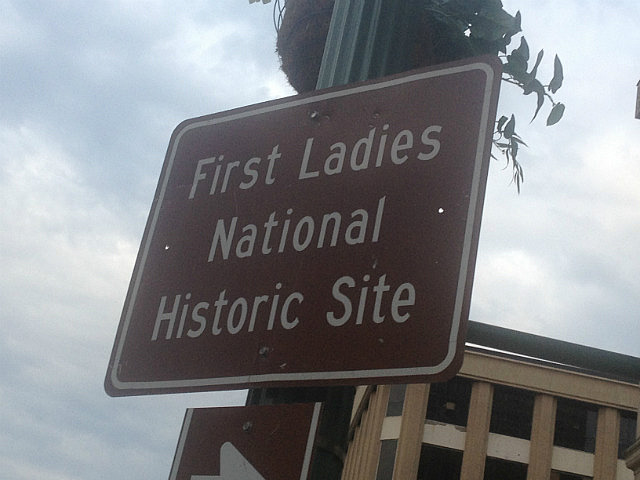 First Ladies
National
Historic Site